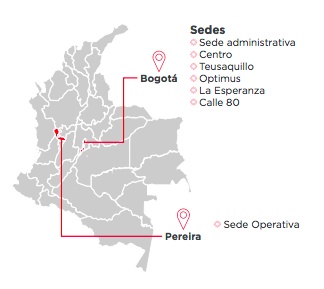 Sedes
Sede administrativa
Centro
Teusaquillo
Optimus
La Esperanza
Calle 80
Bogotá
Sede Operativa
Pereira